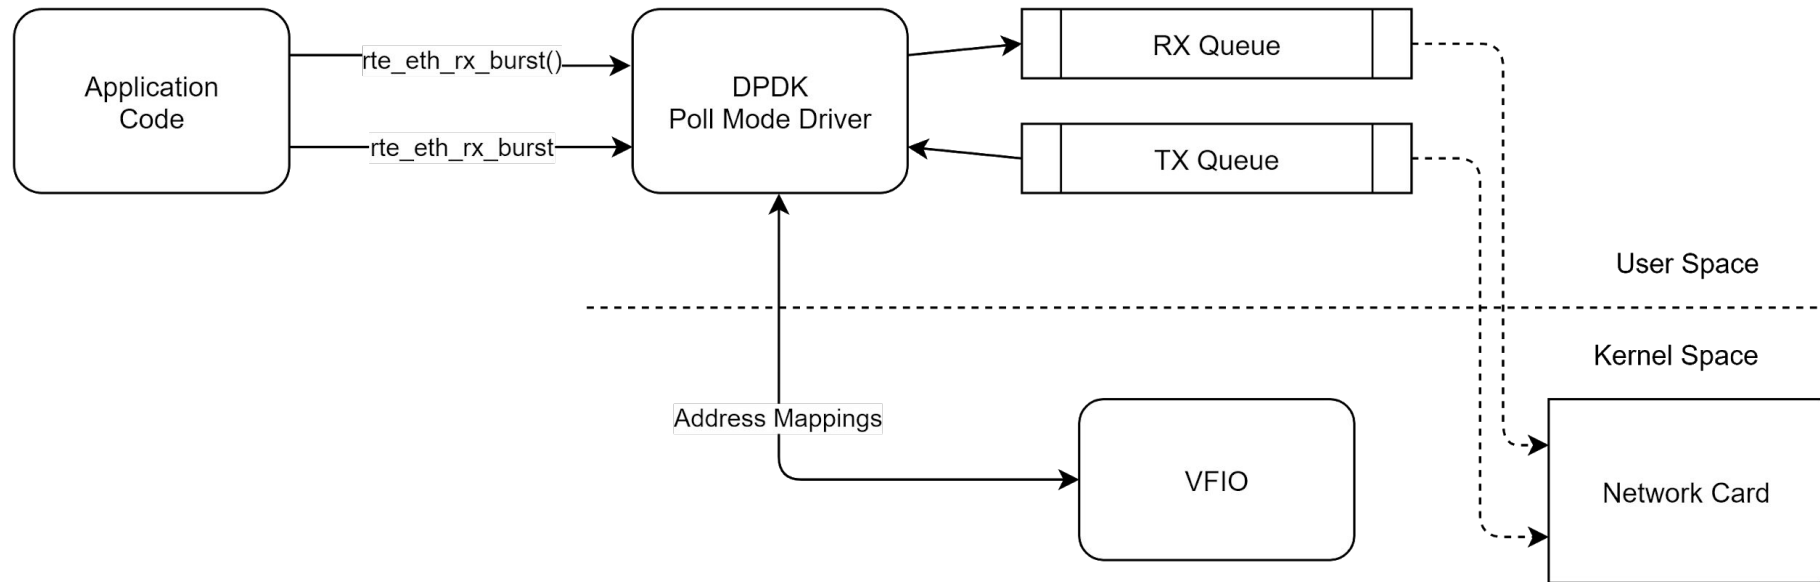 Application
Code
rte_eth_rx_burst()
rte_eth_rx_burst
DPDK
Poll Mode Driver
RX Queue
TX Queue
User Space
Kernel Space
Address Mappings
VFIO
Network Card